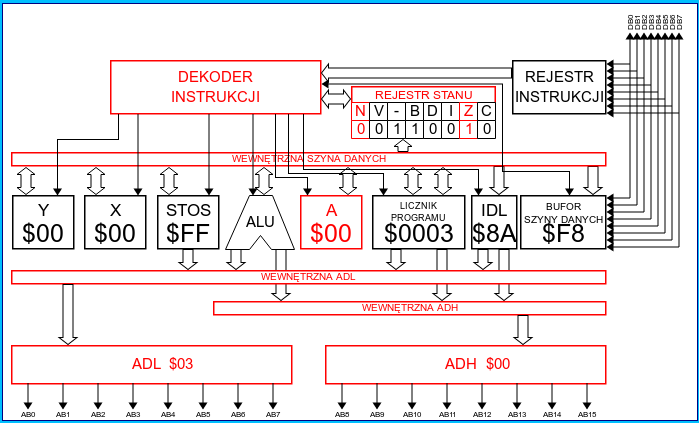 DB0
DB1
DB2
DB3
DB4
DB5
DB6
DB7
DEKODER
INSTRUKCJI
REJESTR
INSTRUKCJI
REJESTR STANU
N V - B D I Z C
0 0 1 1 0 0 1 0
WEWNĘTRZNA SZYNA DANYCH
Y
$00
X
$00
STOS
$FF
ALU
A
$00
LICZNIK
PROGRAMU
$0003
IDL
$8A
BUFOR
SZYNY DANYCH
$F8
WEWNĘTRZNA ADL
WEWNĘTRZNA ADH
ADL $03
ADH $00
AB0 AB1 AB2 AB3 AB4 AB5 AB6 AB7 AB8 AB9 AB10 AB11 AB12 AB13 AB14 AB15